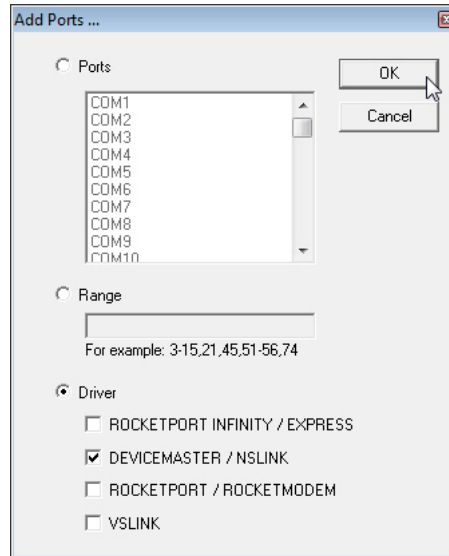 Add Ports ...
Ports
OK
COM1
COM2
COM3
COM4
COM5
COM6
COM7
COM8
COM9
COM10
Cancel
Range
For example: 3-15,21,45,51-56,74
Driver
ROCKETPORT INFINITY / EXPRESS
DEVICEMASTER / NSLINK
ROCKETPORT / ROCKETMODEM
VSLINK